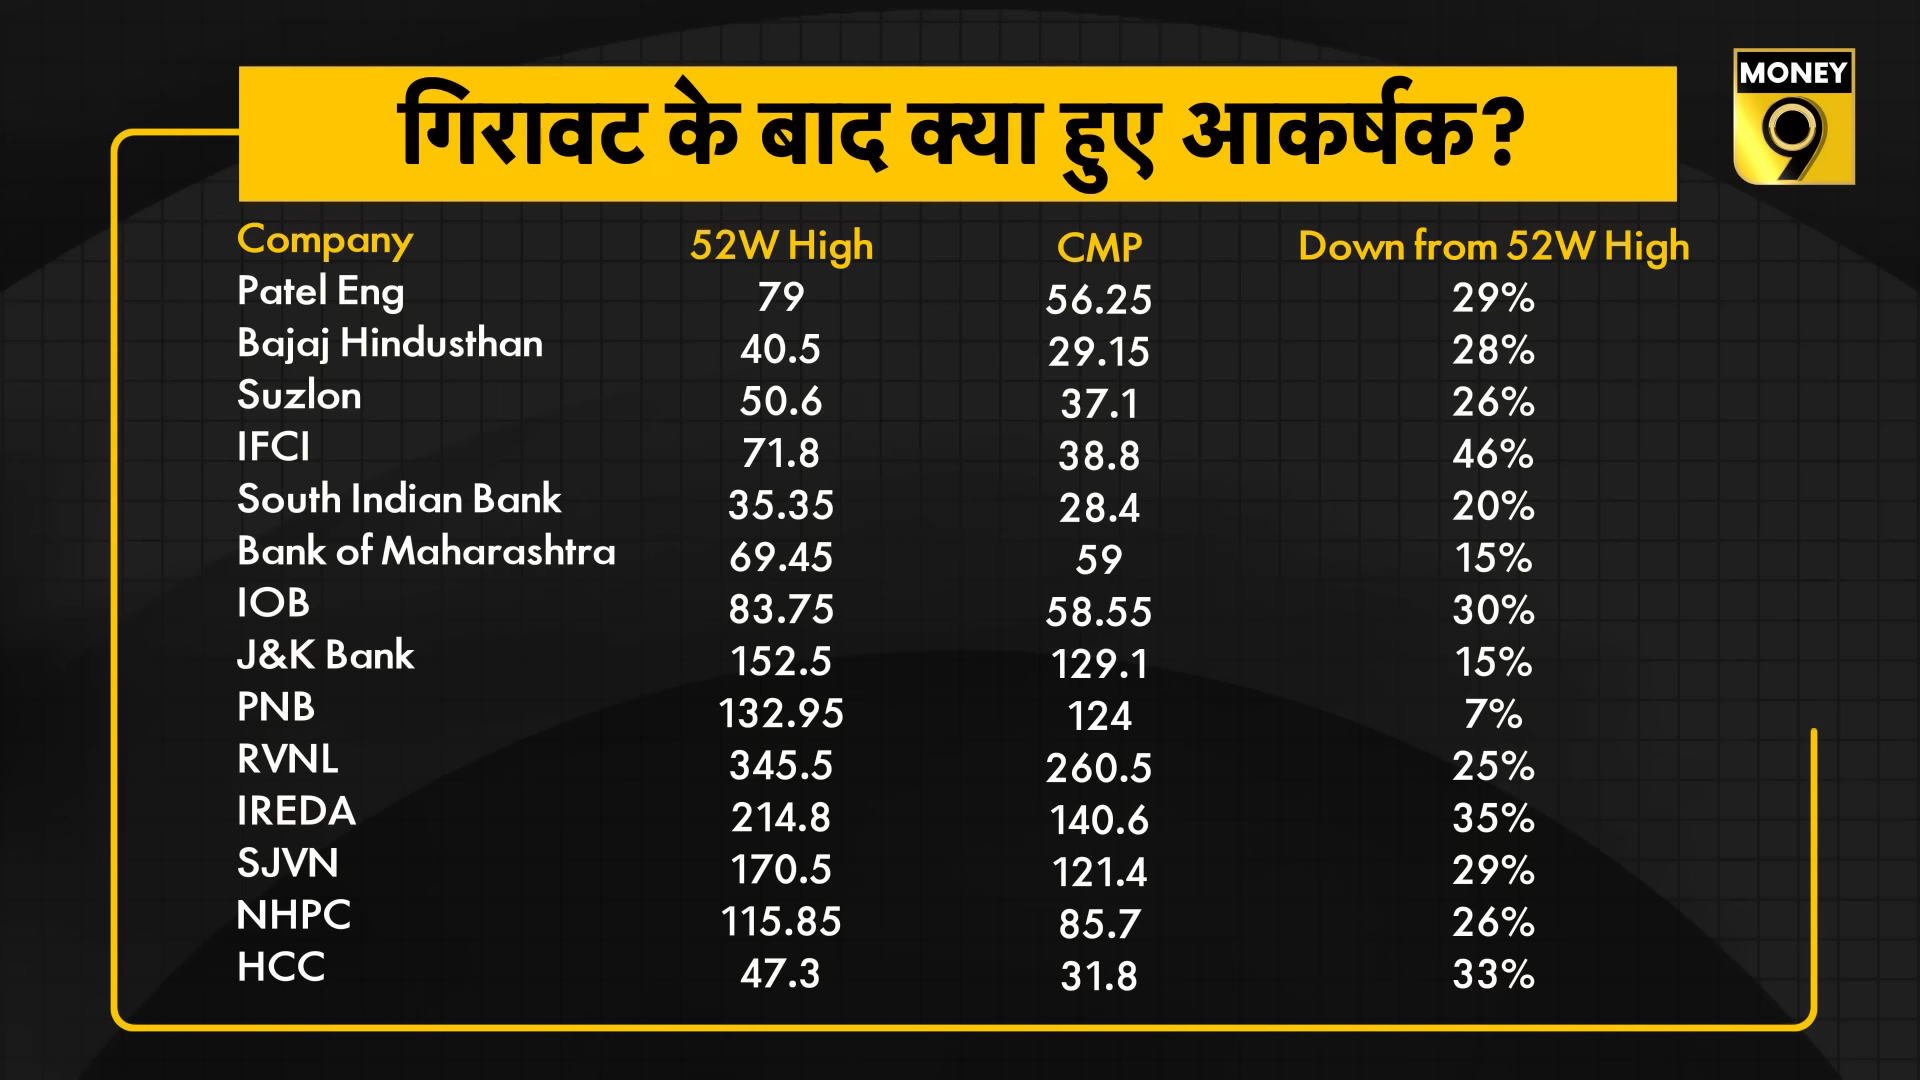 गिरावट के बाद क्या हुए आकर्षक?
MONEY
9
Company 52W High CMP Down from 52W High
Patel Eng 79 56.25 29%
Bajaj Hindusthan 40.5 29.15 28%
Suzlon 50.6 37.1 26%
IFCI 71.8 38.8 46%
South Indian Bank 35.35 28.4 20%
Bank of Maharashtra 69.45 59 15%
IOB 83.75 58.55 30%
J&K Bank 152.5 129.1 15%
PNB 132.95 124 7%
RVNL 345.5 260.5 25%
IREDA 214.8 140.6 35%
SJVN 170.5 121.4 29%
NHPC 115.85 85.7 26%
HCC 47.3 31.8 33%